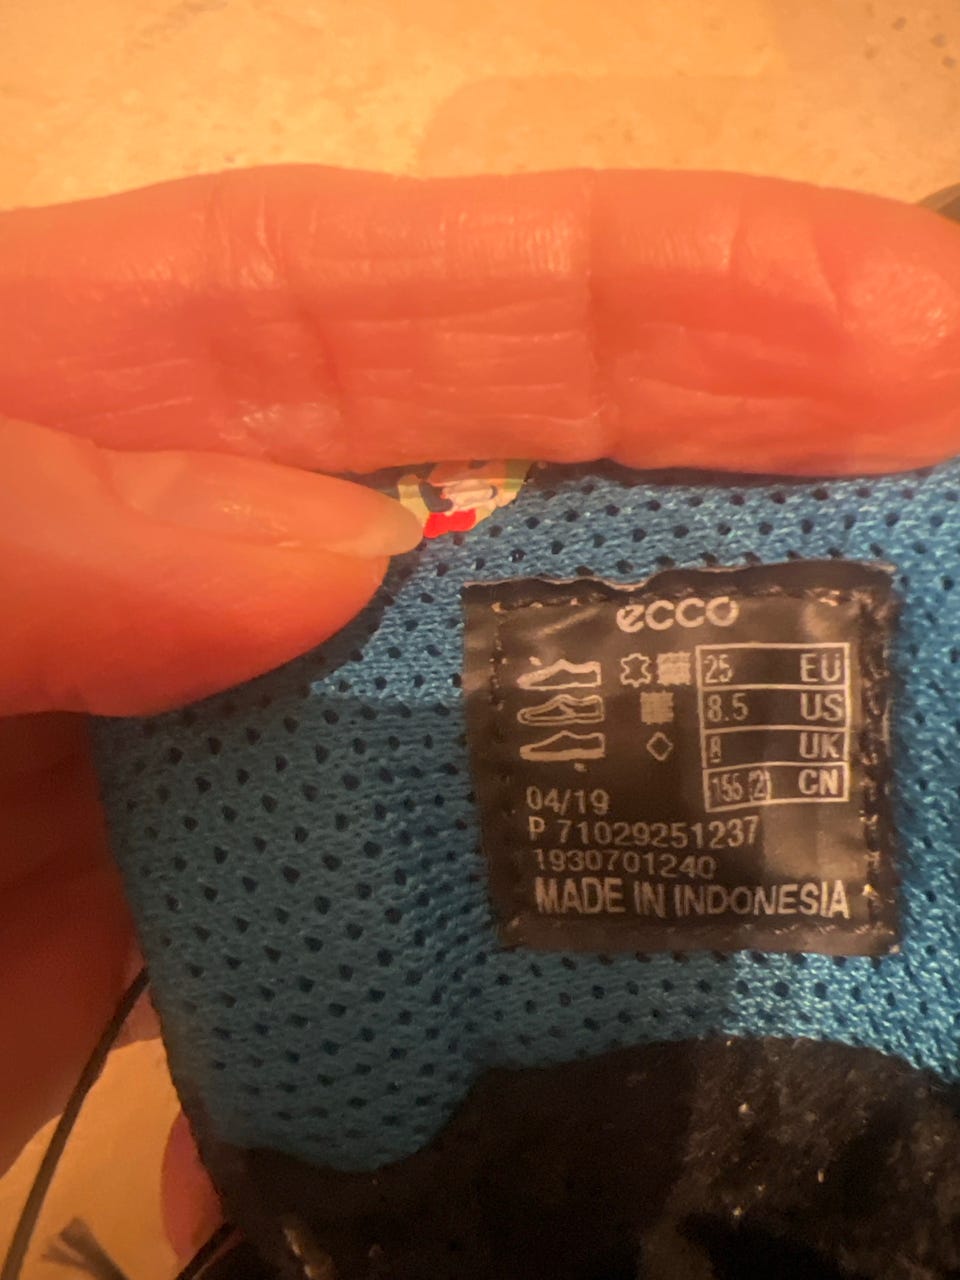 ecco
25 EU
8.5 US
8 UK
155 (2) CN
04/19
P 71029251237
1930701240
MADE IN INDONESIA